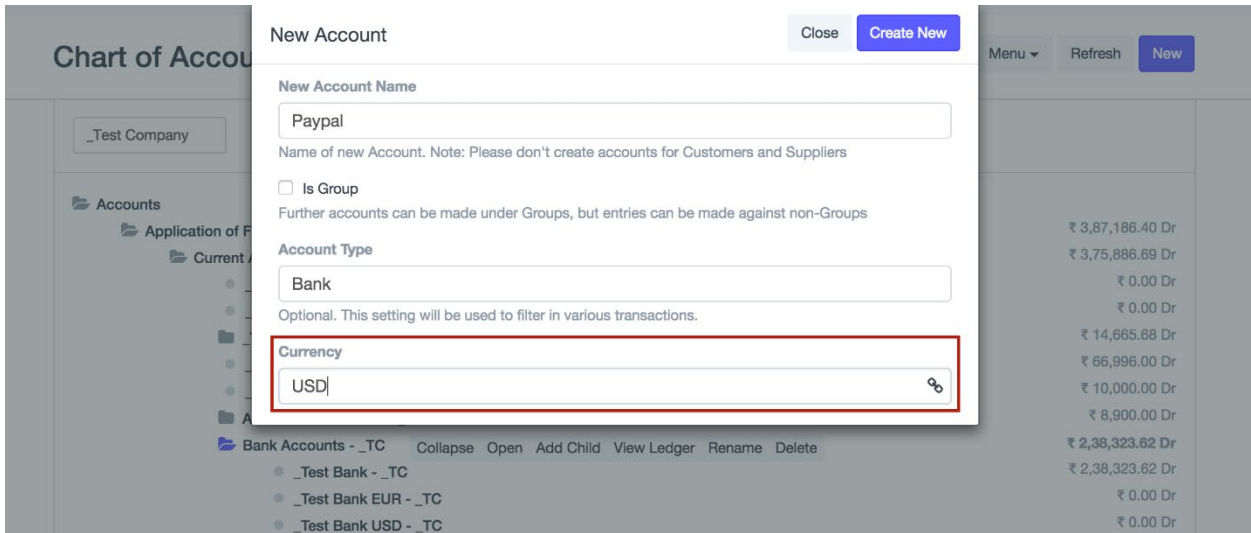 New Account
Close
Create New
Chart of Accou
Menu
Refresh
New
New Account Name
Paypal
_Test Company
Name of new Account. Note: Please don't create accounts for Customers and Suppliers
Is Group
Accounts
Further accounts can be made under Groups, but entries can be made against non-Groups
Application of F
₹ 3,87,186.40 Dr
Account Type
Current A
₹ 3,75,886.69 Dr
Bank
₹ 0.00 Dr
₹ 0.00 Dr
Optional. This setting will be used to filter in various transactions.
₹ 14,665.68 Dr
Currency
₹ 66,996.00 Dr
USD
₹ 10,000.00 Dr
A
₹ 8,900.00 Dr
Bank Accounts - _TC
Collapse Open Add Child View Ledger Rename Delete
₹ 2,38,323.62 Dr
_Test Bank - _TC
₹ 2,38,323.62 Dr
_Test Bank EUR - _TC
₹ 0.00 Dr
_Test Bank USD - _TC
₹ 0.00 Dr